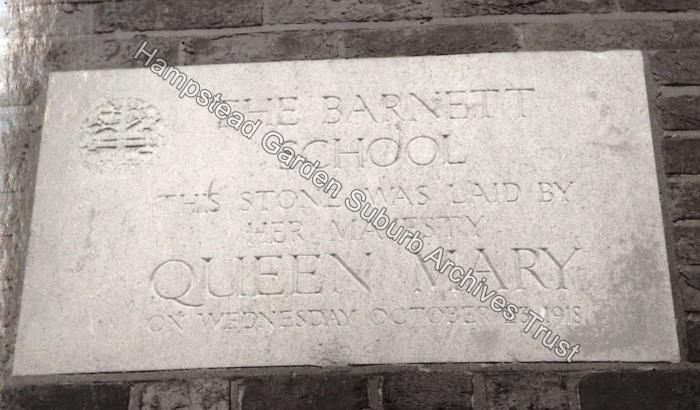 THE BARNETT
SCHOOL
THIS STONE WAS LAID BY
HER MAJESTY
QUEEN MARY
ON WEDNESDAY OCTOBER 23 1918
Hampstead Garden Suburb Archives Trust